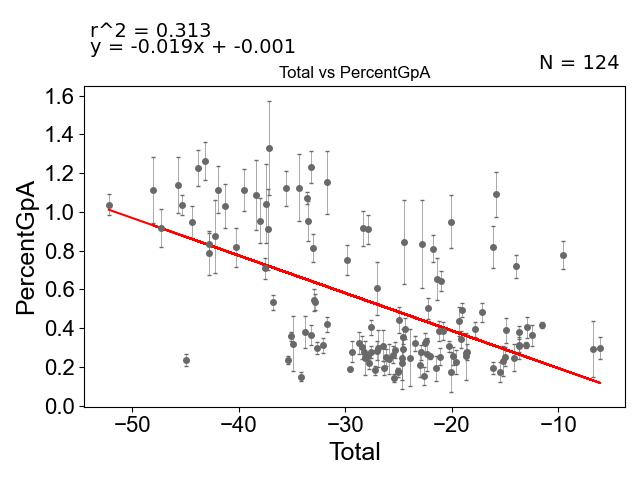 r^2 = 0.313
y = -0.019x + -0.001
N = 124
Total vs PercentGpA
1.6
1.4
1.2
1.0
0.8
0.6
0.4
0.2
0.0
PercentGpA
−50 −40 −30 −20 −10
Total